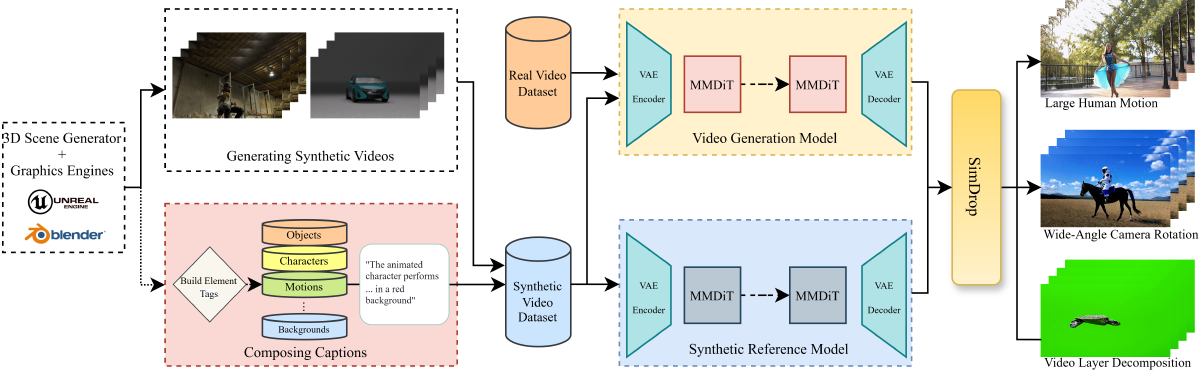 3D Scene Generator
+
Graphics Engines
UNREAL
ENGINE
blender
Generating Synthetic Videos
Build Element
Tags
Objects
Characters
Motions
...
Backgrounds
"The animated
character performs
... in a red
background"
Composing Captions
Real Video
Dataset
Synthetic
Video
Dataset
VAE
Encoder
MMDiT
MMDiT
VAE
Decoder
Video Generation Model
VAE
Encoder
MMDiT
MMDiT
VAE
Decoder
Synthetic Reference Model
SimDrop
Large Human Motion
Wide-Angle Camera Rotation
Video Layer Decomposition